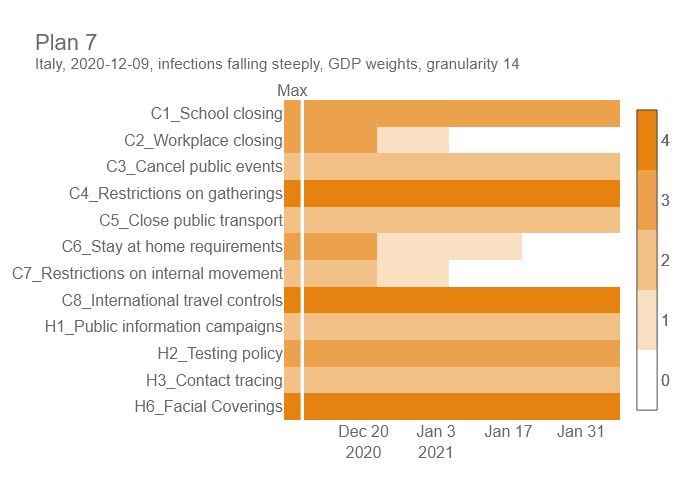 Plan 7
Italy, 2020-12-09, infections falling steeply, GDP weights, granularity 14
Max
C1_School closing
C2_Workplace closing
C3_Cancel public events
C4_Restrictions on gatherings
C5_Close public transport
C6_Stay at home requirements
C7_Restrictions on internal movement
C8_International travel controls
H1_Public information campaigns
H2_Testing policy
H3_Contact tracing
H6_Facial Coverings
4
3
2
1
0
Dec 20 Jan 3 Jan 17 Jan 31
2020 2021